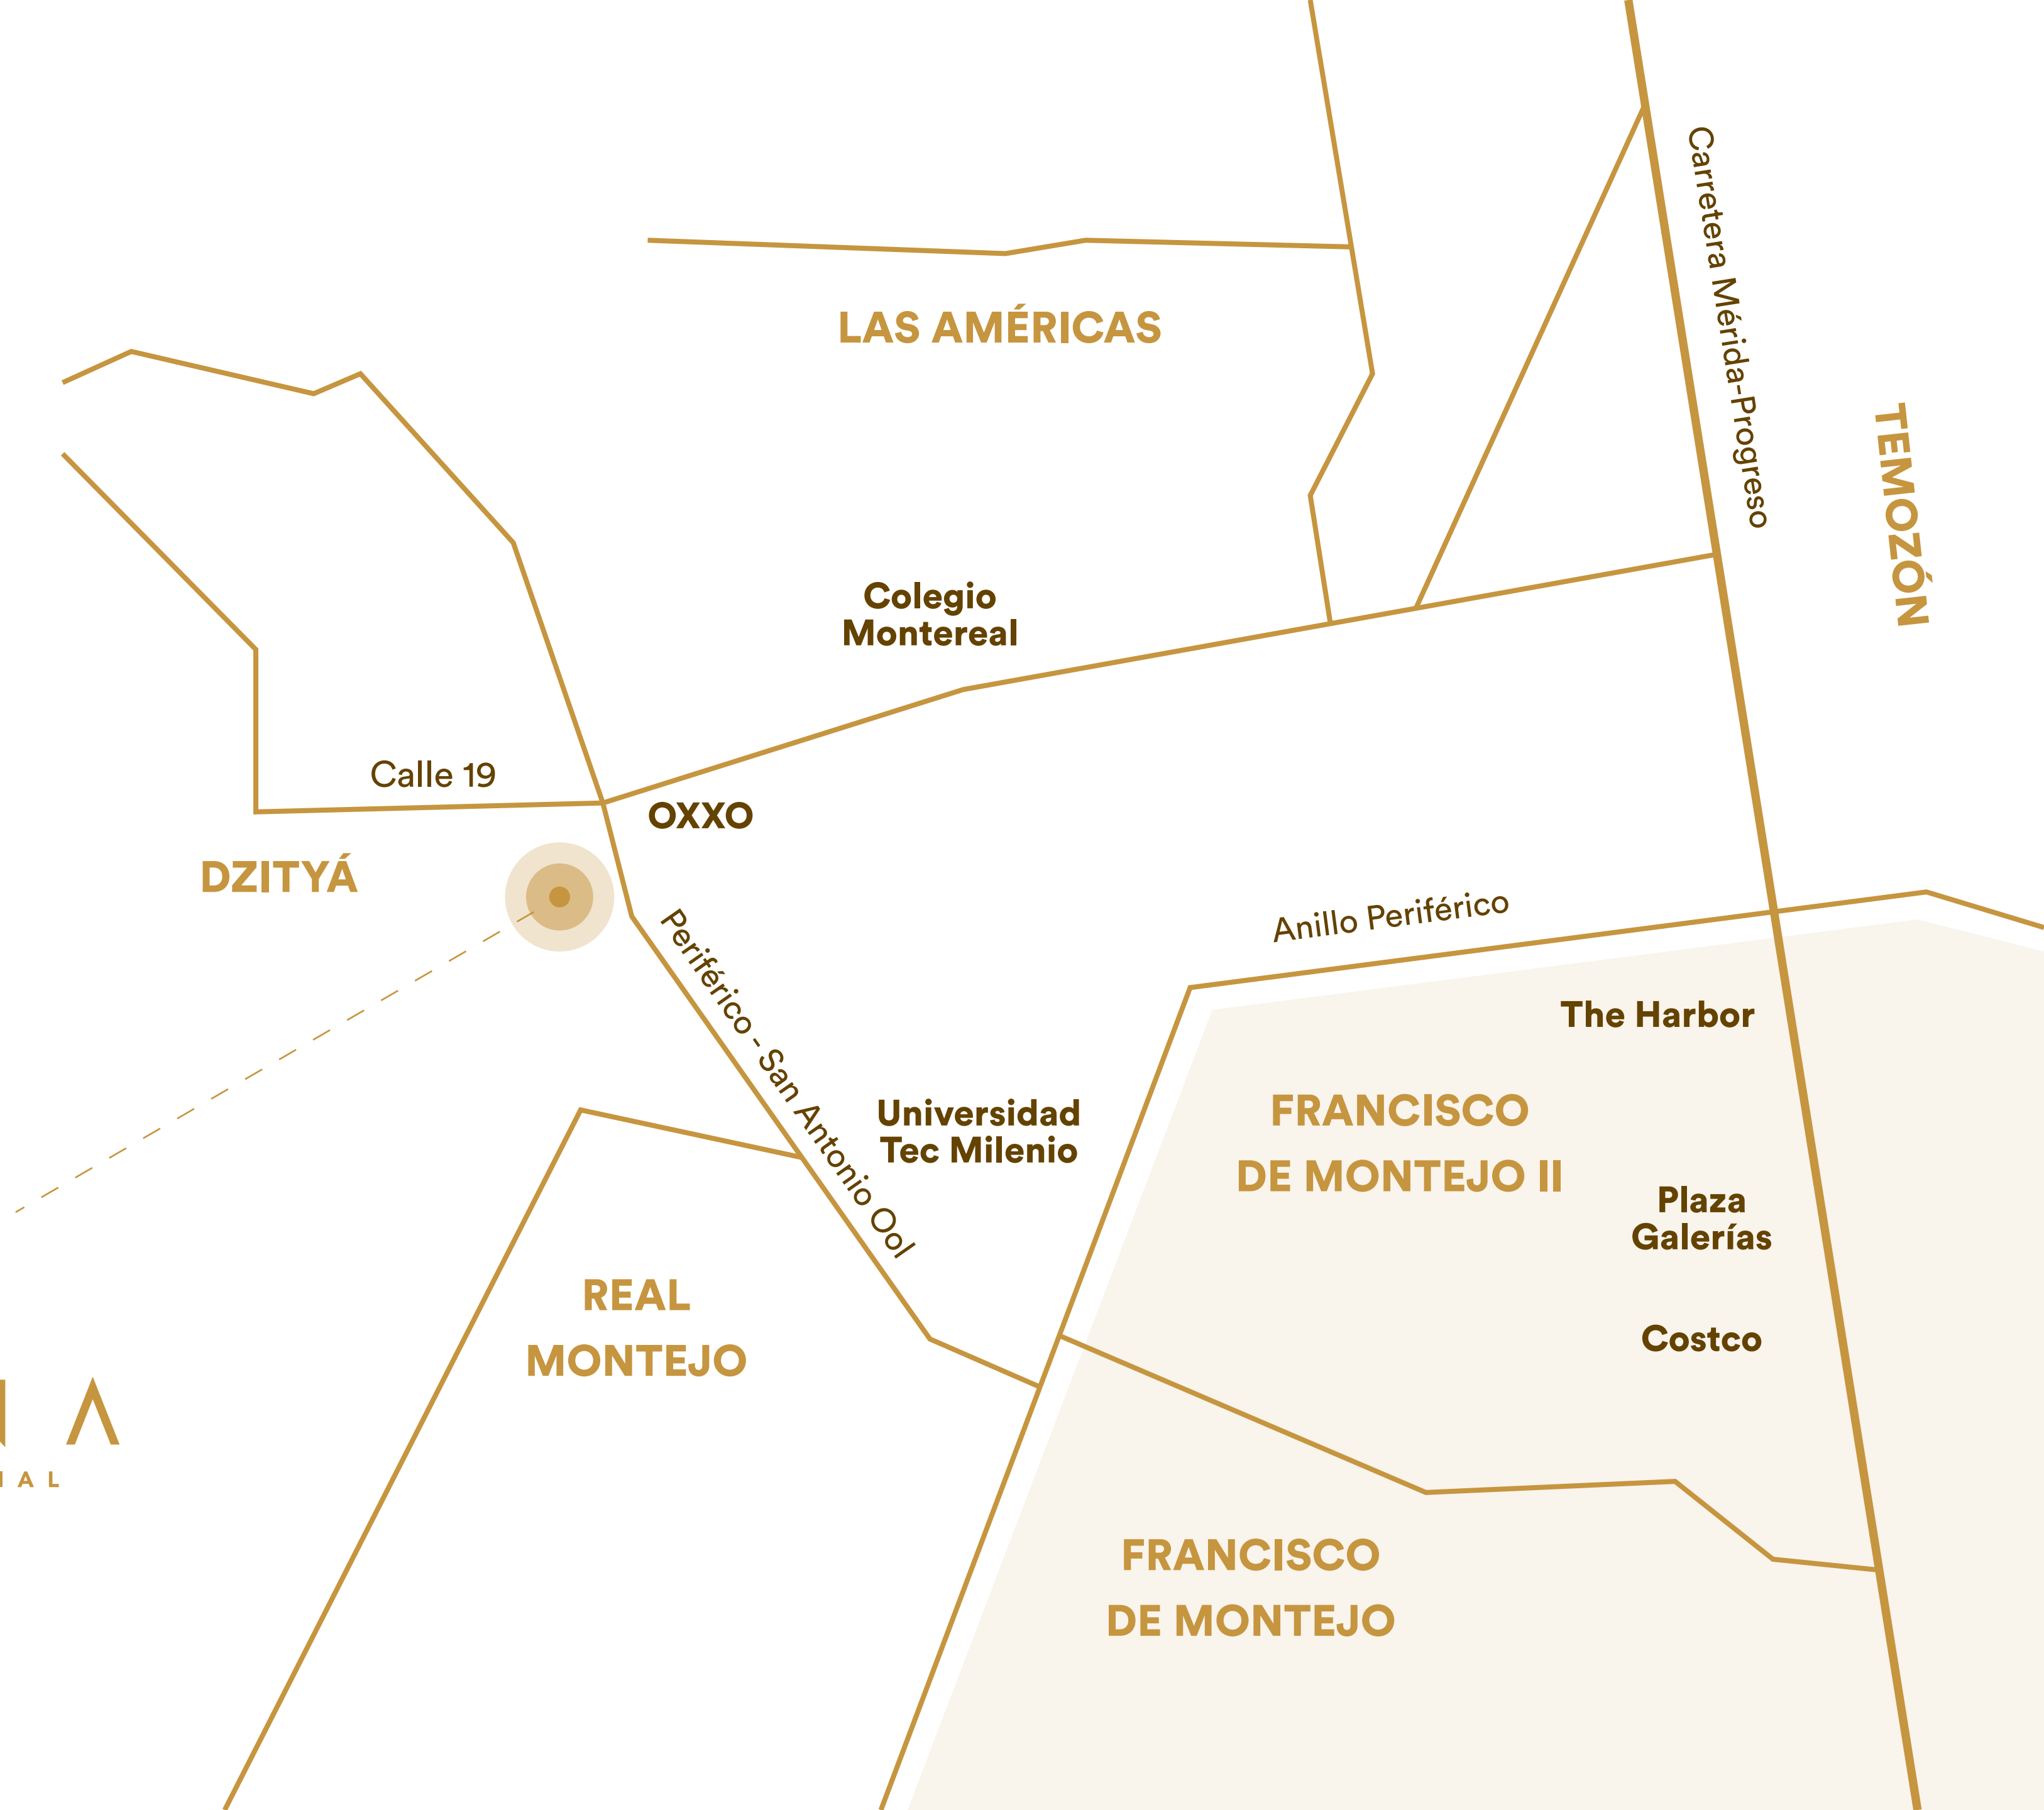 Carretera Mérida-Progreso
LAS AMÉRICAS
TEMOZÓN
Colegio
Montereal
Calle 19
OXXO
DZITYÁ
Anillo Periférico
Periférico - San Antonio Ool
The Harbor
Universidad
Tec Milenio
FRANCISCO
DE MONTEJO II
Plaza
Galerías
REAL
MONTEJO
Costco
FRANCISCO
DE MONTEJO